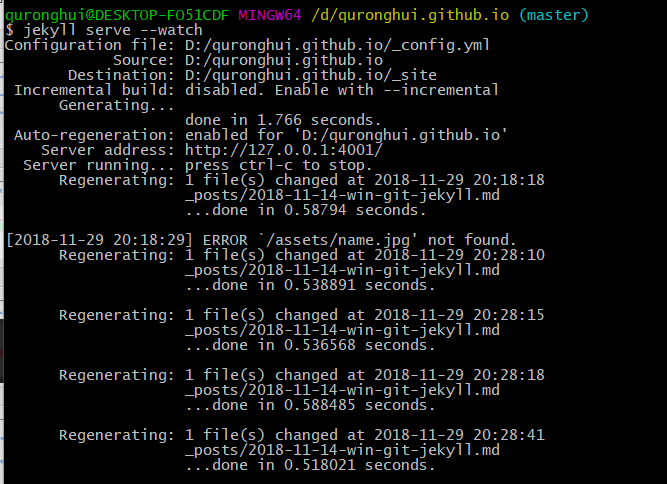 quronghui@DESKTOP-FO51CDF MINGW64 /d/quronghui.github.io (master)
$ jekyll serve --watch
Configuration file: D:/quronghui.github.io/_config.yml
Source: D:/quronghui.github.io
Destination: D:/quronghui.github.io/_site
Incremental build: disabled. Enable with --incremental
Generating...
done in 1.766 seconds.
Auto-regeneration: enabled for 'D:/quronghui.github.io'
Server address: http://127.0.0.1:4001/
Server running... press ctrl-c to stop.
Regenerating: 1 file(s) changed at 2018-11-29 20:18:18
_posts/2018-11-14-win-git-jekyll.md
...done in 0.58794 seconds.
[2018-11-29 20:18:29] ERROR `/assets/name.jpg' not found.
Regenerating: 1 file(s) changed at 2018-11-29 20:28:10
_posts/2018-11-14-win-git-jekyll.md
...done in 0.538891 seconds.
Regenerating: 1 file(s) changed at 2018-11-29 20:28:15
_posts/2018-11-14-win-git-jekyll.md
...done in 0.536568 seconds.
Regenerating: 1 file(s) changed at 2018-11-29 20:28:18
_posts/2018-11-14-win-git-jekyll.md
...done in 0.588485 seconds.
Regenerating: 1 file(s) changed at 2018-11-29 20:28:41
_posts/2018-11-14-win-git-jekyll.md
...done in 0.518021 seconds.